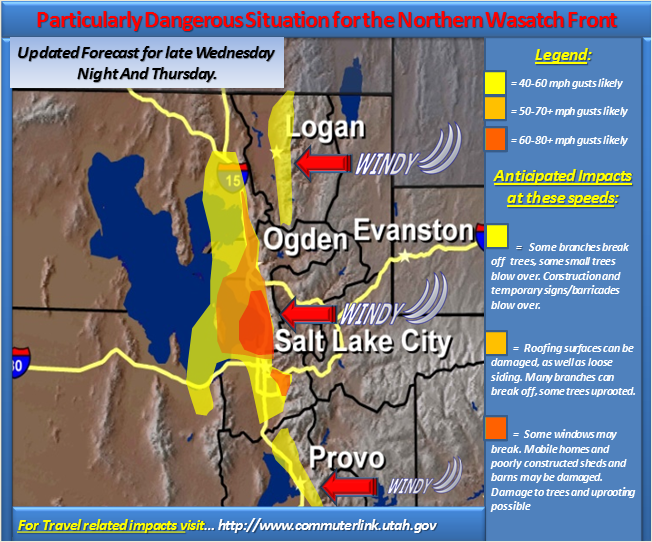 Particularly Dangerous Situation for the Northern Wasatch Front
Updated Forecast for late Wednesday
Night And Thursday.
Logan
WINDY
15
Ogden
Evanston
WINDY
Salt Lake City
80
Provo
WINDY
For Travel related impacts visit... http://www.commuterlink.utah.gov
Legend:
= 40-60 mph gusts likely
= 50-70+ mph gusts likely
= 60-80+ mph gusts likely
Anticipated Impacts
at these speeds:
= Some branches break
off trees, some small trees
blow over. Construction and
temporary signs/barricades
blow over.
= Roofing surfaces can be
damaged, as well as loose
siding. Many branches can
break off, some trees uprooted.
= Some windows may
break. Mobile homes and
poorly constructed sheds and
barns may be damaged.
Damage to trees and uprooting
possible